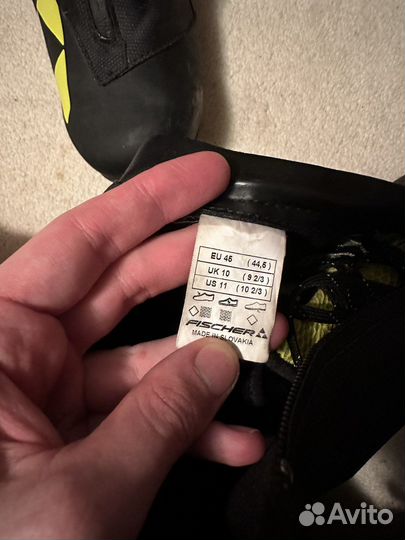 EU 45 (44,5)
UK 10 (9 2/3)
US 11 (10 2/3)
FISCHER
MADE IN SLOVAKIA
Avito